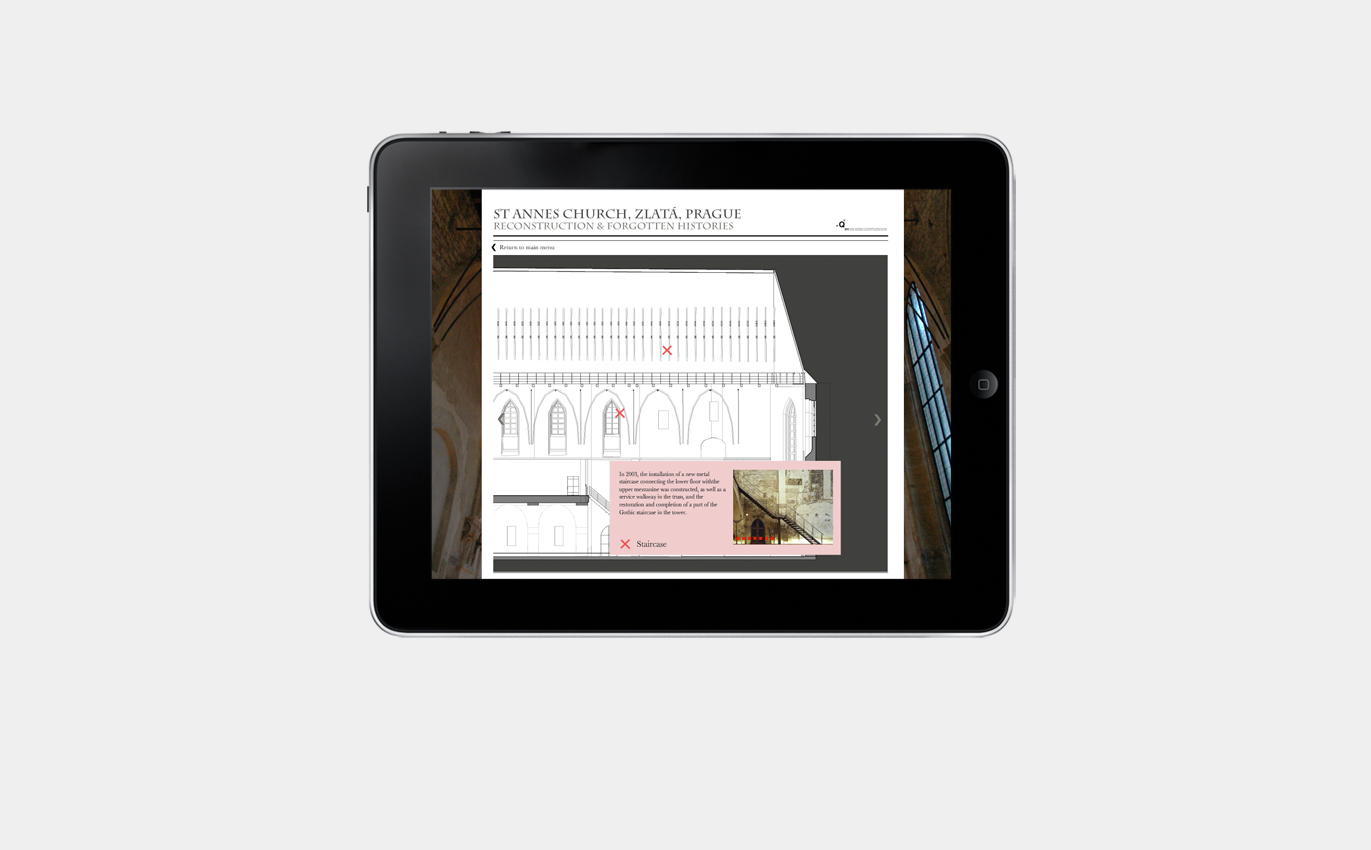 ST ANNES CHURCH, ZLATÁ, PRAGUE
RECONSTRUCTION & FORGOTTEN HISTORIES
Return to main menu
In 2003, the installation of a new metal
staircase connecting the lower floor withthe
upper mezzanine was constructed, as well as a
service walkway in the truss, and the
restoration and completion of a part of the
Gothic staircase in the tower.
Staircase